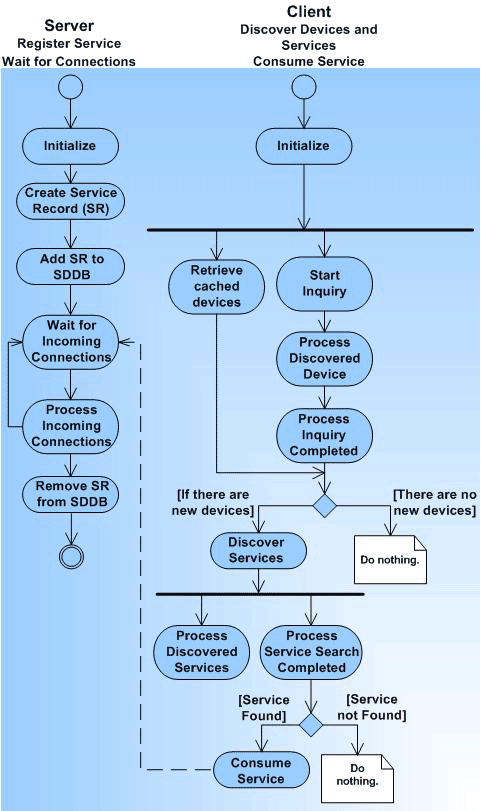 Server
Register Service
Wait for Connections
Initialize
Create Service
Record (SR)
Add SR to
SDDB
Wait for
Incoming
Connections
Process
Incoming
Connections
Remove SR
from SDDB
Client
Discover Devices and
Services
Consume Service
Initialize
Retrieve
cached
devices
Start
Inquiry
Process
Discovered
Device
Process
Inquiry
Completed
[If there are
new devices]
[There are no
new devices]
Discover
Services
Do nothing.
Process
Discovered
Services
Process
Service Search
Completed
[Service
Found]
[Service
not Found]
Consume
Service
Do
nothing.